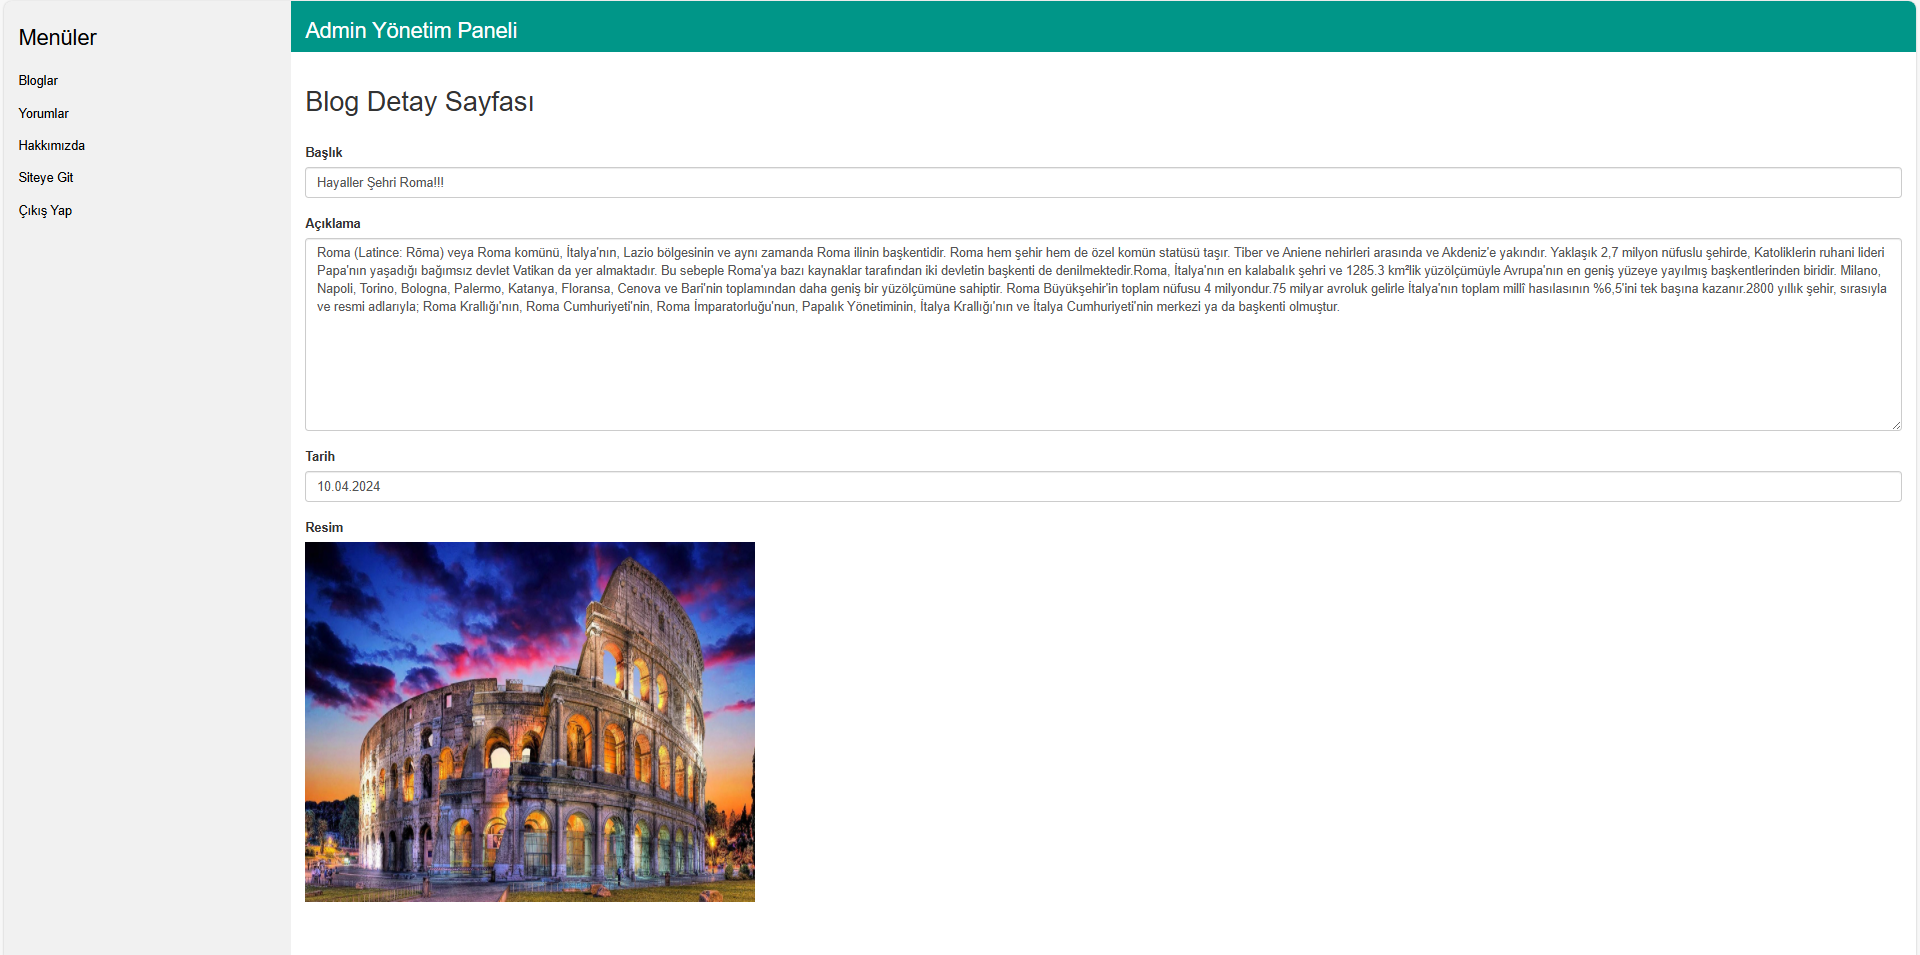 Menüler
Bloglar
Yorumlar
Hakkımızda
Siteye Git
Çıkış Yap
Admin Yönetim Paneli
Blog Detay Sayfası
Başlık
Hayaller Şehri Roma!!!
Açıklama
Roma (Latince: Rōma) veya Roma komünü, İtalya'nın, Lazio bölgesinin ve aynı zamanda Roma ilinin başkentidir. Roma hem şehir hem de özel komün statüsü taşır. Tiber ve Aniene nehirleri arasında ve Akdeniz'e yakındır. Yaklaşık 2,7 milyon nüfuslu şehirde, Katoliklerin ruhani lideri
Papa'nın yaşadığı bağımsız devlet Vatikan da yer almaktadır. Bu sebeple Roma'ya bazı kaynaklar tarafından iki devletin başkenti de denilmektedir.Roma, İtalya'nın en kalabalık şehri ve 1285.3 km²lik yüzölçümüyle Avrupa'nın en geniş yüzeye yayılmış başkentlerinden biridir. Milano,
Napoli, Torino, Bologna, Palermo, Katanya, Floransa, Cenova ve Bari'nin toplamından daha geniş bir yüzölçümüne sahiptir. Roma Büyükşehir'in toplam nüfusu 4 milyondur.75 milyar avroluk gelirle İtalya'nın toplam millî hasılasının %6,5'ini tek başına kazanır.2800 yıllık şehir, sırasıyla
ve resmi adlarıyla; Roma Krallığı'nın, Roma Cumhuriyeti'nin, Roma İmparatorluğu'nun, Papalık Yönetiminin, İtalya Krallığı'nın ve İtalya Cumhuriyeti'nin merkezi ya da başkenti olmuştur.
Tarih
10.04.2024
Resim